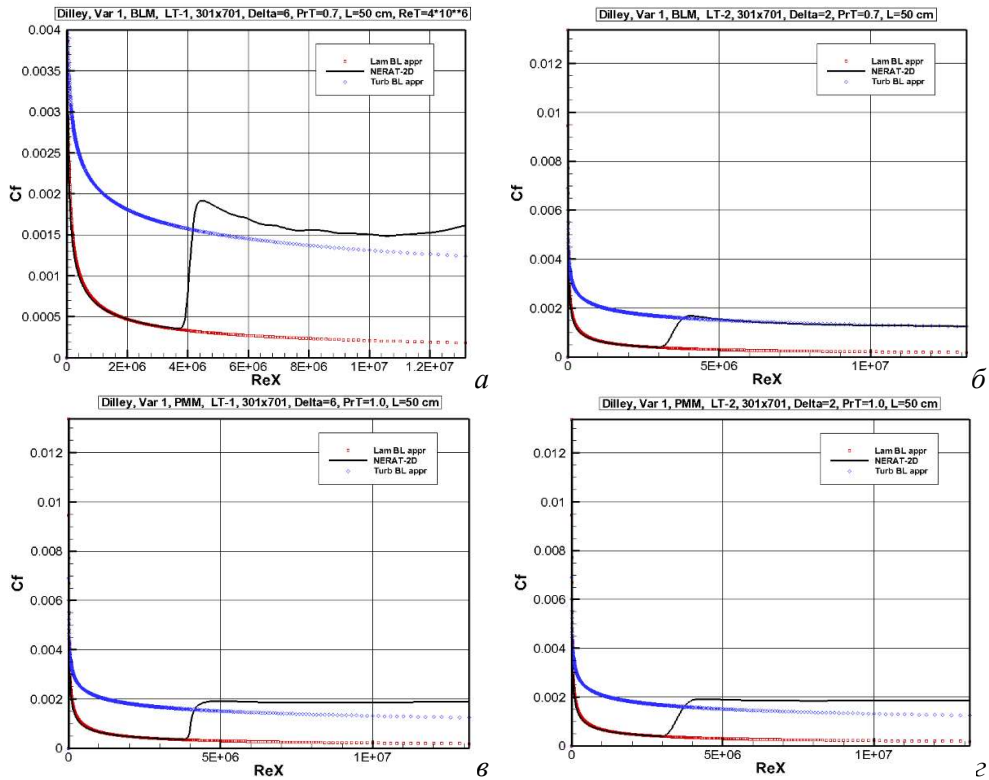 Dilley, Var 1, BLM, LT-1, 301x701, Delta=6, PrT=0.7, L=50 cm, ReT=4*10**6
0.004
0.0035
0.003
0.0025
0.002
0.0015
0.001
0.0005
0
Cf
Lam BL appr
NERAT-2D
Turb BL appr
0 2E+06 4E+06 6E+06 8E+06 1E+07 1.2E+07
ReX
а
Dilley, Var 1, BLM, LT-2, 301x701, Delta=2, PrT=0.7, L=50 cm
0.012
0.01
0.008
0.006
0.004
0.002
0
Cf
Lam BL appr
NERAT-2D
Turb BL appr
0 5E+06 1E+07
ReX
б
Dilley, Var 1, PMM, LT-1, 301x701, Delta=6, PrT=1.0, L=50 cm
0.012
0.01
0.008
0.006
0.004
0.002
0
Cf
Lam BL appr
NERAT-2D
Turb BL appr
0 5E+06 1E+07
ReX
в
Dilley, Var 1, PMM, LT-2, 301x701, Delta=2, PrT=1.0, L=50 cm
0.012
0.01
0.008
0.006
0.004
0.002
0
Cf
Lam BL appr
NERAT-2D
Turb BL appr
0 5E+06 1E+07
ReX
г